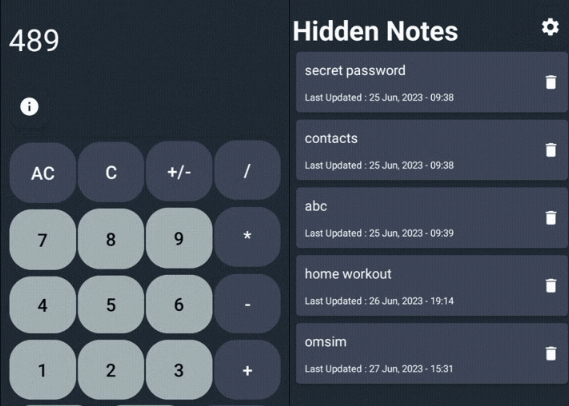 489
AC C +/- /
7 8 9 *
4 5 6 -
1 2 3 +
Hidden Notes
secret password
Last Updated : 25 Jun, 2023 - 09:38
contacts
Last Updated : 25 Jun, 2023 - 09:38
abc
Last Updated : 25 Jun, 2023 - 09:39
home workout
Last Updated : 26 Jun, 2023 - 19:14
omsim
Last Updated : 27 Jun, 2023 - 15:31